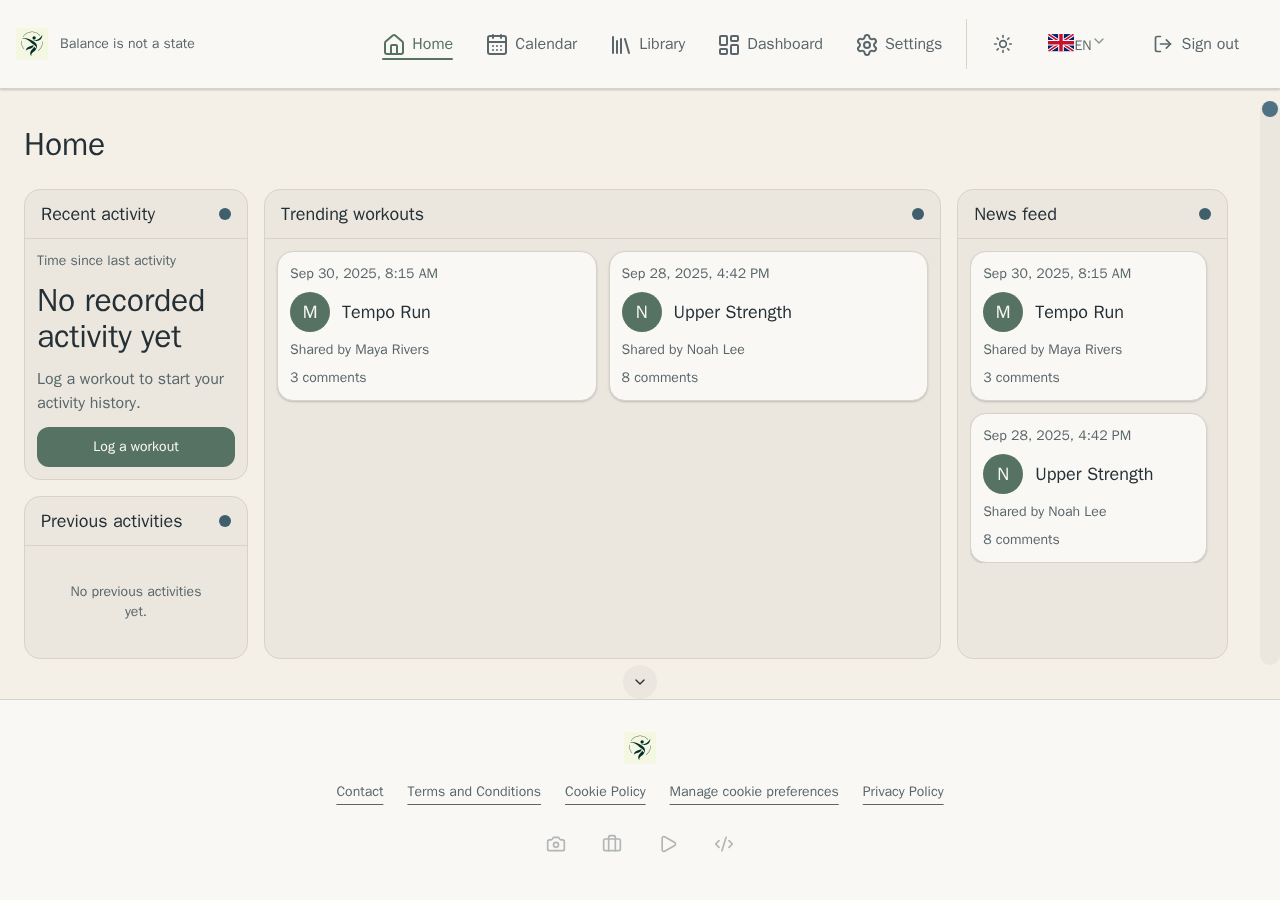 Balance is not a state
Home
Calendar
Library
Dashboard
Settings
EN
Sign out
Home
Recent activity
Time since last activity
No recorded
activity yet
Log a workout to start your
activity history.
Log a workout
Previous activities
No previous activities
yet.
Trending workouts
Sep 30, 2025, 8:15 AM
M
Tempo Run
Shared by Maya Rivers
3 comments
Sep 28, 2025, 4:42 PM
N
Upper Strength
Shared by Noah Lee
8 comments
News feed
Sep 30, 2025, 8:15 AM
M
Tempo Run
Shared by Maya Rivers
3 comments
Sep 28, 2025, 4:42 PM
N
Upper Strength
Shared by Noah Lee
8 comments
Contact
Terms and Conditions
Cookie Policy
Manage cookie preferences
Privacy Policy